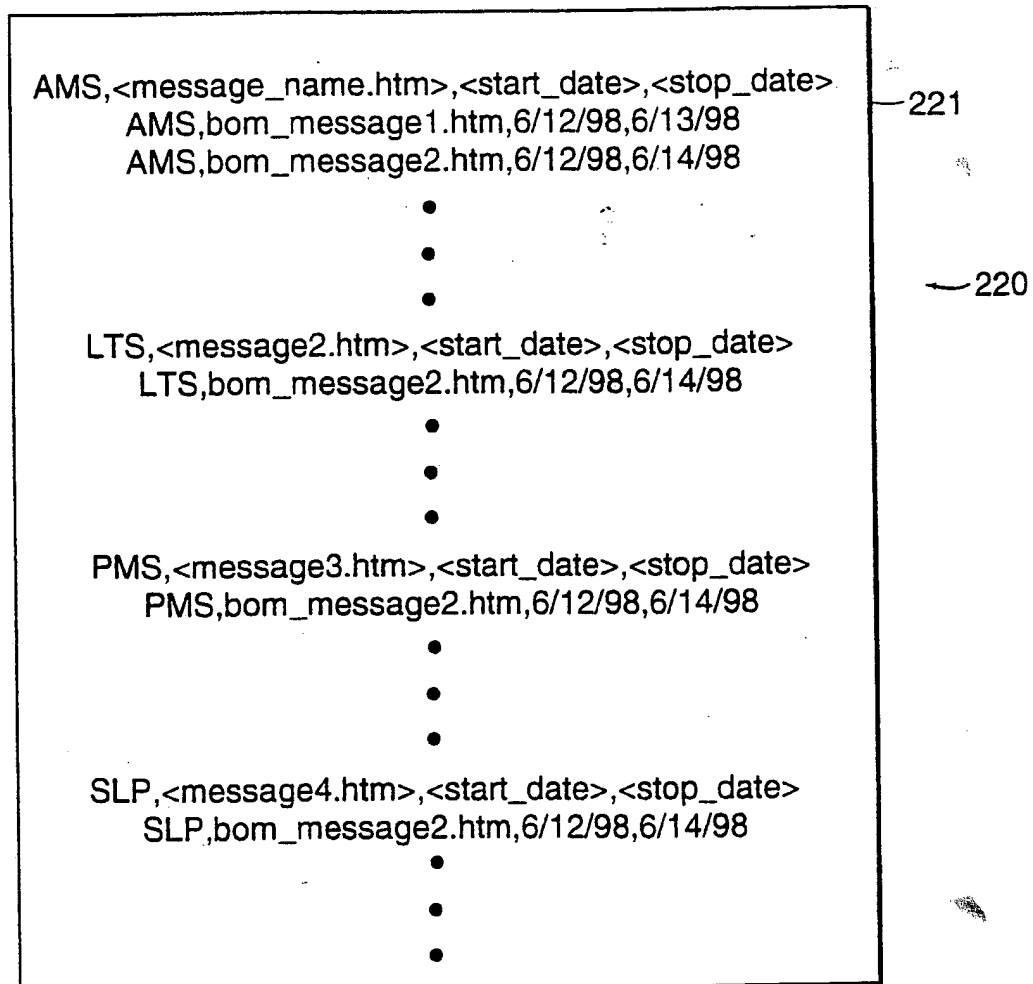 AMS,<message_name.htm>,<start_date>,<stop_date>
221
AMS,bom_message1.htm,6/12/98,6/13/98
AMS,bom_message2.htm,6/12/98,6/14/98
220
LTS,<message2.htm>,<start_date>,<stop_date>
LTS,bom_message2.htm,6/12/98,6/14/98
PMS,<message3.htm>,<start_date>,<stop_date>
PMS,bom_message2.htm,6/12/98,6/14/98
SLP,<message4.htm>,<start_date>,<stop_date>
SLP,bom_message2.htm,6/12/98,6/14/98